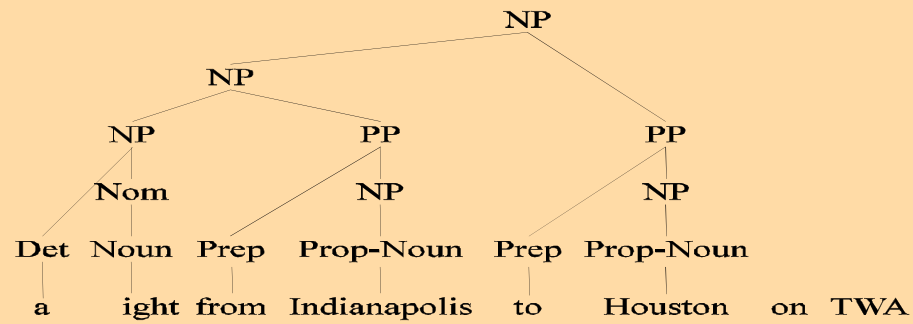 NP
NP
NP PP PP
Nom NP NP
Det Noun Prep Prop-Noun Prep Prop-Noun
a ight from Indianapolis to Houston on TWA